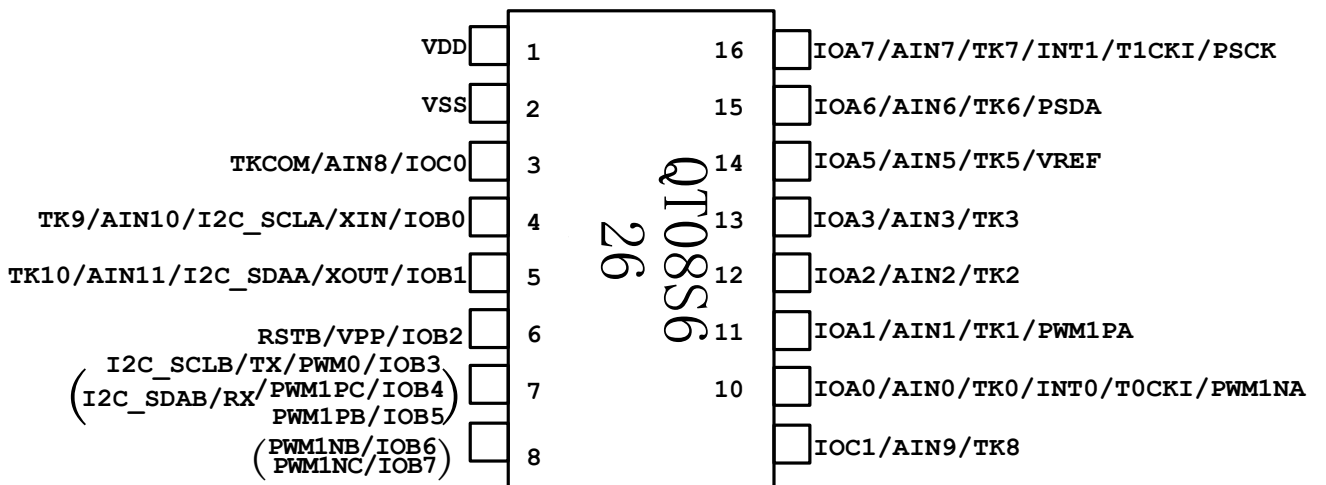 VDD 1 16 IOA7/AIN7/TK7/INT1/T1CKI/PSCK
VSS 2 15 IOA6/AIN6/TK6/PSDA
TKCOM/AIN8/IOC0 3 14 IOA5/AIN5/TK5/VREF
TK9/AIN10/I2C_SCLA/XIN/IOB0 4 13 IOA3/AIN3/TK3
TK10/AIN11/I2C_SDAA/XOUT/IOB1 5 12 IOA2/AIN2/TK2
RSTB/VPP/IOB2 6 11 IOA1/AIN1/TK1/PWM1PA
(I2C_SCLB/TX/PWM0/IOB3
I2C_SDAB/RX/PWM1PC/IOB4 7 10 IOA0/AIN0/TK0/INT0/T0CKI/PWM1NA
PWM1PB/IOB5)
(PWM1NB/IOB6
PWM1NC/IOB7) 8 IOC1/AIN9/TK8
QT08S6
26